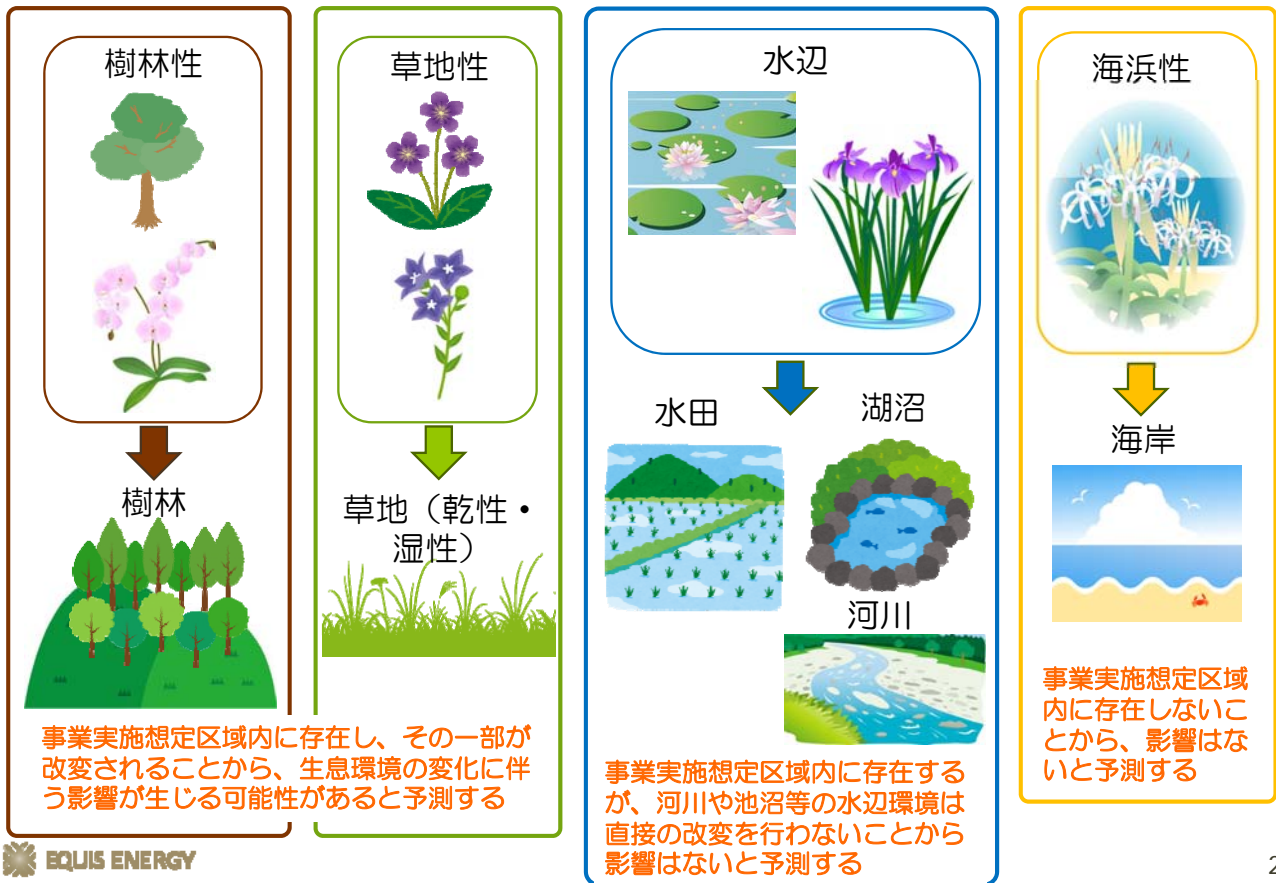 樹林性
樹林
草地性
草地（乾性・
湿性）
事業実施想定区域内に存在し、その一部が
改変されることから、生息環境の変化に伴
う影響が生じる可能性があると予測する
水辺
水田
湖沼
河川
事業実施想定区域内に存在する
が、河川や池沼等の水辺環境は
直接の改変を行わないことから
影響はないと予測する
海浜性
海岸
事業実施想定区域
内に存在しないこ
とから、影響はな
いと予測する
EQUIS ENERGY
2